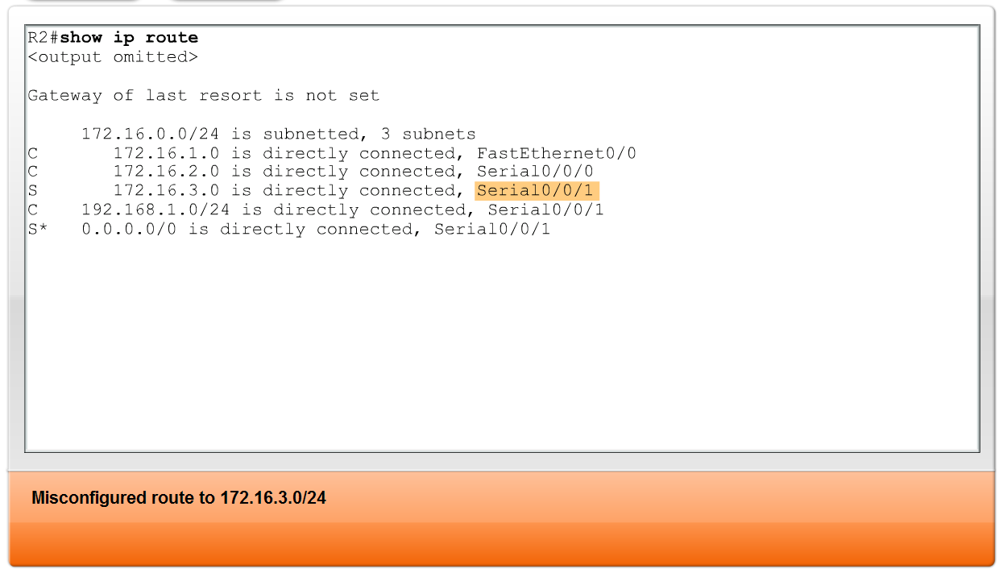 R2#show ip route
<output omitted>
Gateway of last resort is not set
172.16.0.0/24 is subnetted, 3 subnets
C 172.16.1.0 is directly connected, FastEthernet0/0
C 172.16.2.0 is directly connected, Serial0/0/0
S 172.16.3.0 is directly connected, Serial0/0/1
C 192.168.1.0/24 is directly connected, Serial0/0/1
S* 0.0.0.0/0 is directly connected, Serial0/0/1
Misconfigured route to 172.16.3.0/24